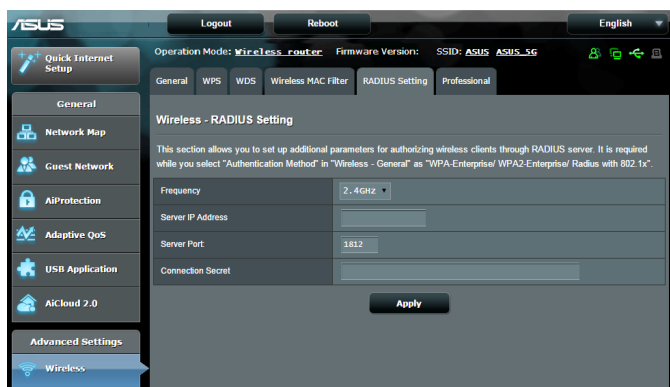 ASUS
Logout
Reboot
English
Quick Internet
Setup
Operation Mode: Wireless router Firmware Version: SSID: ASUS ASUS_5G
General WPS WDS Wireless MAC Filter RADIUS Setting Professional
General
Network Map
Guest Network
AiProtection
Adaptive QoS
USB Application
AiCloud 2.0
Advanced Settings
Wireless
Wireless - RADIUS Setting
This section allows you to set up additional parameters for authorizing wireless clients through RADIUS server. It is required
while you select "Authentication Method" in "Wireless - General" as "WPA-Enterprise/ WPA2-Enterprise/ Radius with 802.1x".
Frequency 2.4GHz
Server IP Address
Server Port: 1812
Connection Secret
Apply